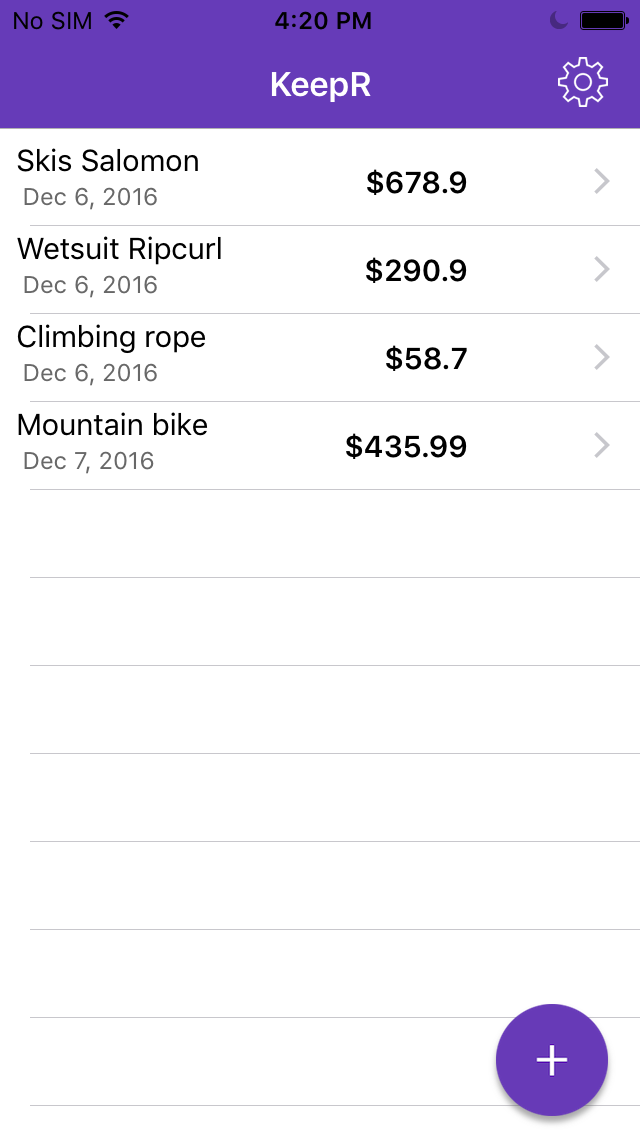 No SIM 4:20 PM
KeepR
Skis Salomon
Dec 6, 2016
$678.9
Wetsuit Ripcurl
Dec 6, 2016
$290.9
Climbing rope
Dec 6, 2016
$58.7
Mountain bike
Dec 7, 2016
$435.99
+